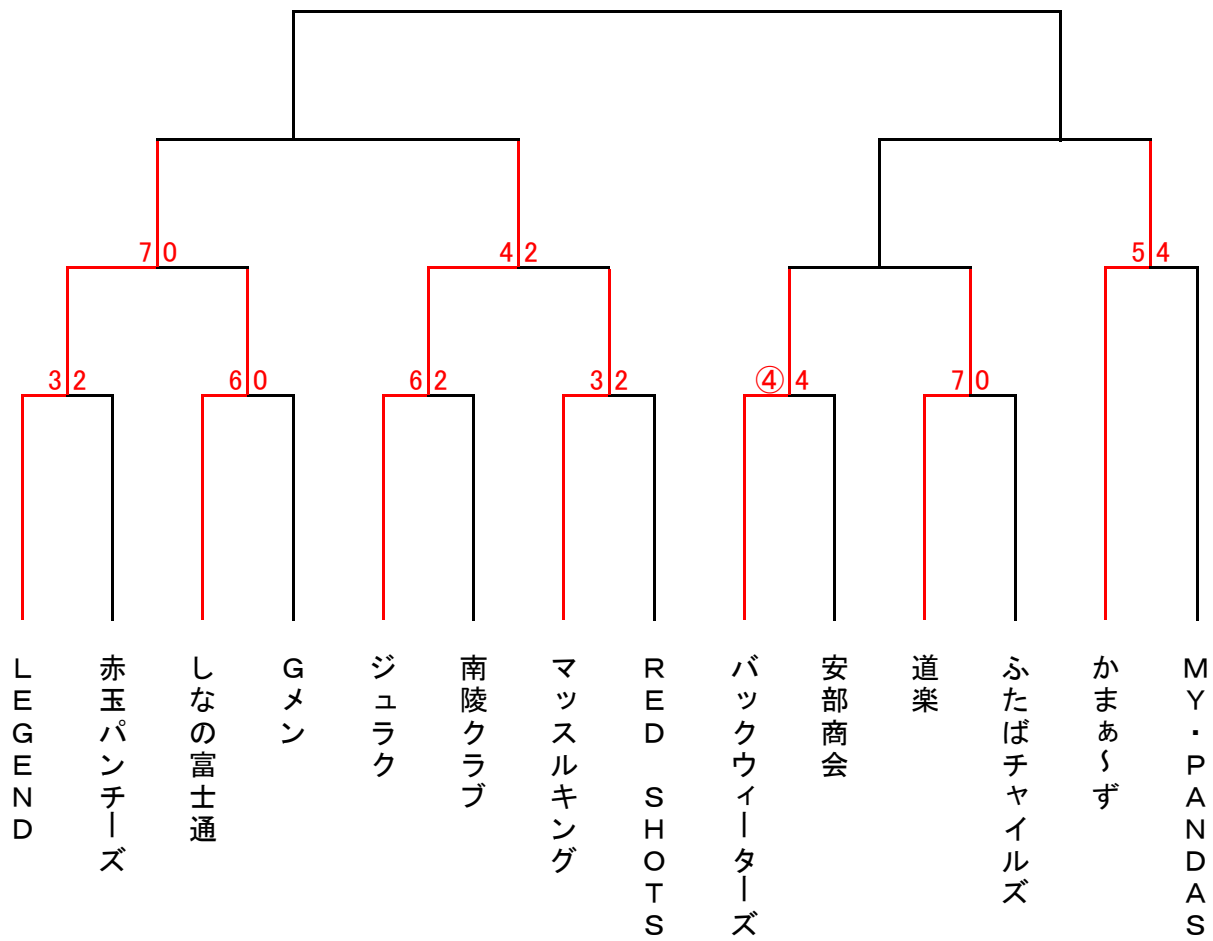 7 0
4 2
5 4
3 2
6 0
6 2
3 2
④ 4
7 0
LEGEND
赤玉パンチーズ
しなの富士通
Gメン
ジュラク
南陵クラブ
マッスルキング
RED SHOTS
バックウィーターズ
安部商会
道楽
ふたばチャイルズ
かまぁ～ず
MY・PANDAS